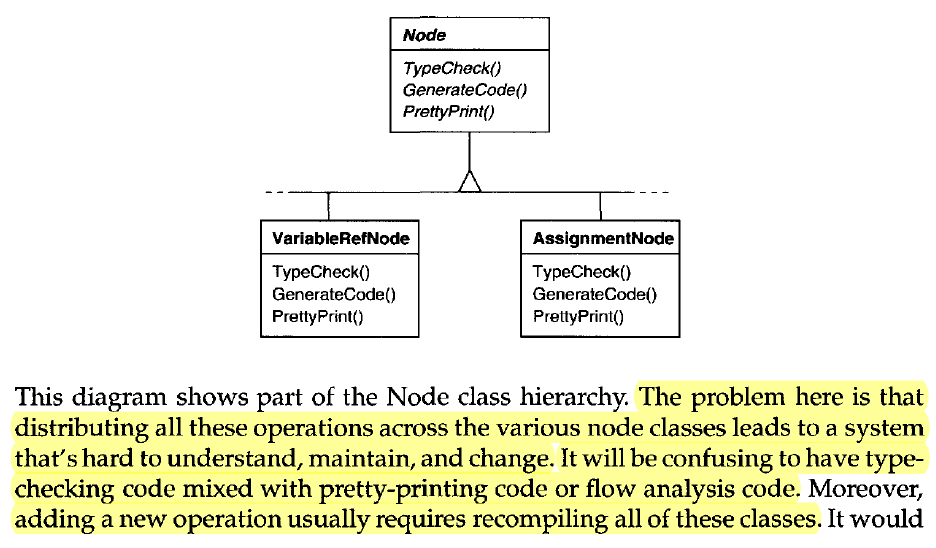 Node
TypeCheck()
GenerateCode()
PrettyPrint()
VariableRefNode
TypeCheck()
GenerateCode()
PrettyPrint()
AssignmentNode
TypeCheck()
GenerateCode()
PrettyPrint()
This diagram shows part of the Node class hierarchy. The problem here is that
distributing all these operations across the various node classes leads to a system
that's hard to understand, maintain, and change. It will be confusing to have type-
checking code mixed with pretty-printing code or flow analysis code. Moreover,
adding a new operation usually requires recompiling all of these classes. It would